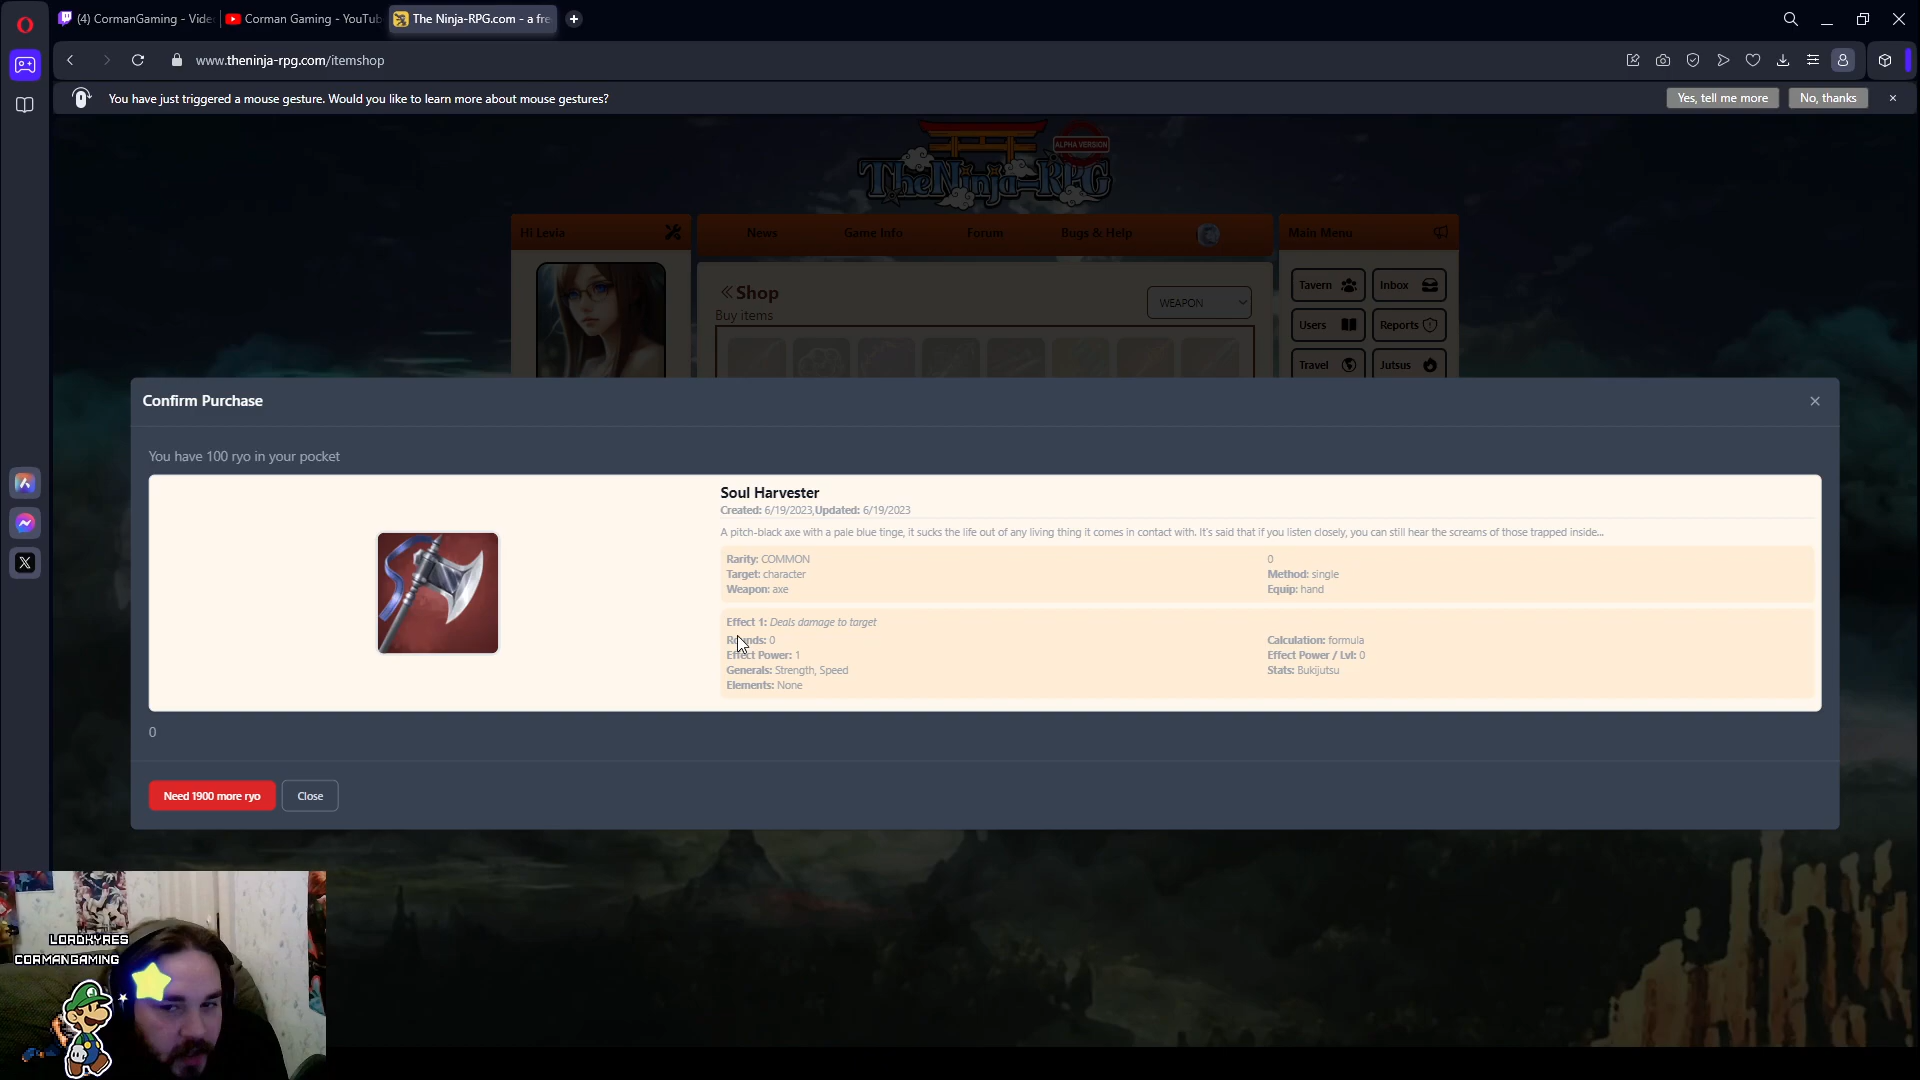 (4) CormanGaming - Vide
Corman Gaming - YouTub
The Ninja-RPG.com - a fre
www.theninja-rpg.com/itemshop
You have just triggered a mouse gesture. Would you like to learn more about mouse gestures?
Yes, tell me more
No, thanks
ALPHA VERSION
TheNinja-RPG
Hi Levia
News
Game Info
Forum
Bugs & Help
Main Menu
Shop
Buy items
WEAPON
Tavern
Inbox
Users
Reports
Travel
Jutsus
Confirm Purchase
You have 100 ryo in your pocket
Soul Harvester
Created: 6/19/2023,Updated: 6/19/2023
A pitch-black axe with a pale blue tinge, it sucks the life out of any living thing it comes in contact with. It's said that if you listen closely, you can still hear the screams of those trapped inside...
Rarity: COMMON
0
Target: character
Method: single
Weapon: axe
Equip: hand
Effect 1: Deals damage to target
Rounds: 0
Calculation: formula
Effect Power: 1
Effect Power / Lvl: 0
Generals: Strength, Speed
Stats: Bukijutsu
Elements: None
0
Need 1900 more ryo
Close
LORDKYRES
CORMANGAMING